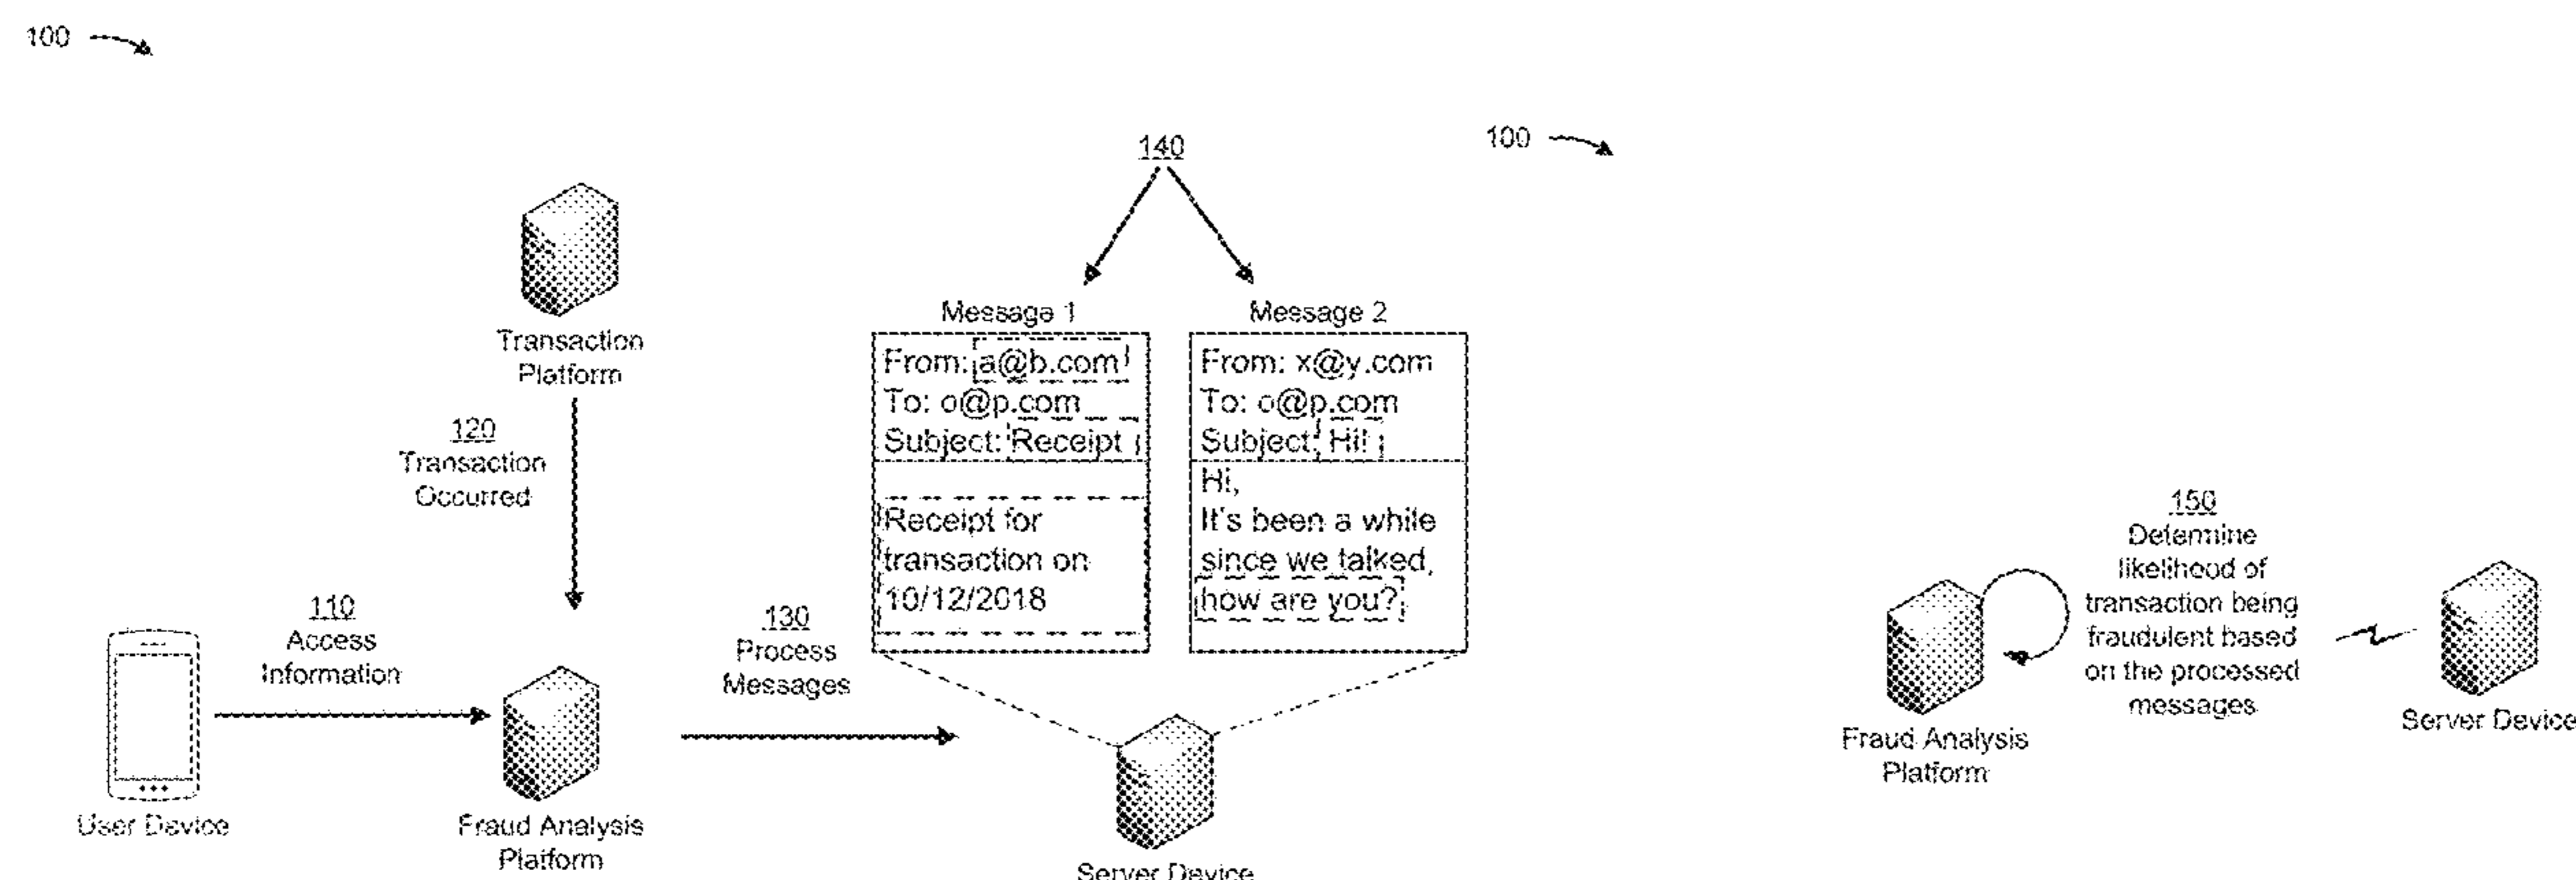 100
Transaction
Platform
120
Transaction
Occurred
110
Access
Information
User Device
Fraud Analysis
Platform
130
Process
Messages
140
Message 1
From: a@b.com
To: o@p.com
Subject: Receipt
Receipt for
transaction on
10/12/2018
Message 2
From: x@y.com
To: o@p.com
Subject: Hi!
Hi,
It's been a while
since we talked,
how are you?
Server Device
100
150
Determine
likelihood of
transaction being
fraudulent based
on the processed
messages
Fraud Analysis
Platform
Server Device